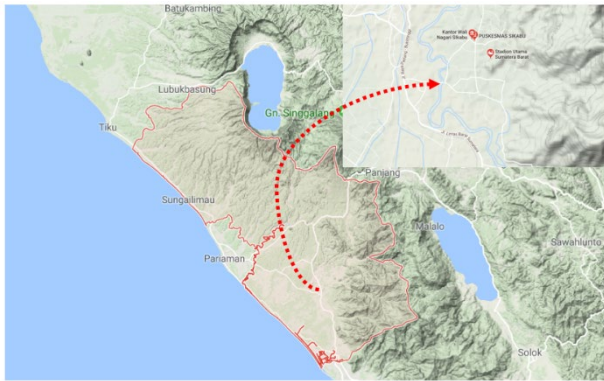 Batukambing
Lubukbasung
Tiku
Gn. Singgalang
Sungailimau
Pariaman
Panjang
Malalo
Sawahlunto
Solok
Kantor Wali
Nagari Sikabu
PUSKESMAS SIKABU
Stadion Utama
Sumatera Barat